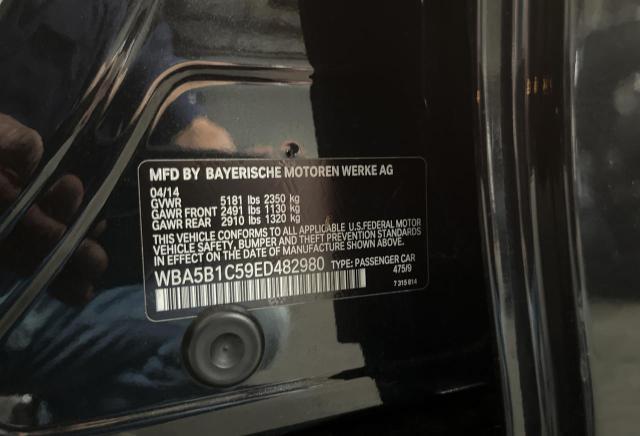 MFD BY BAYERISCHE MOTOREN WERKE AG
04/14
GVWR 5181 lbs 2350 kg
GAWR FRONT 2491 lbs 1130 kg
GAWR REAR 2910 lbs 1320 kg
THIS VEHICLE CONFORMS TO ALL APPLICABLE U.S.FEDERAL MOTOR
VEHICLE SAFETY, BUMPER AND THEFT PREVENTION STANDARDS
IN EFFECT ON THE DATE OF MANUFACTURE SHOWN ABOVE.
WBA5B1C59ED482980 TYPE: PASSENGER CAR
475/9
7 315 814